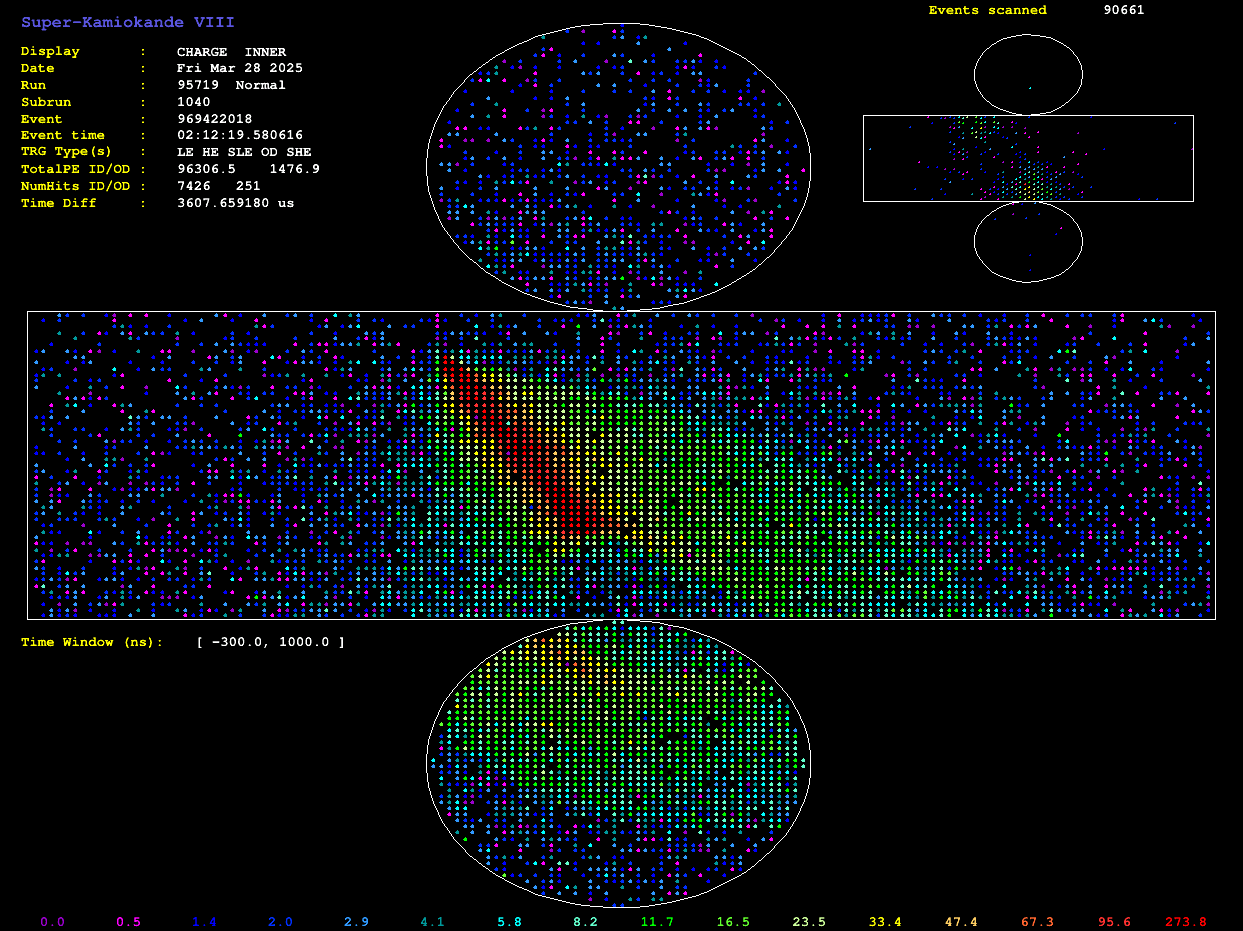 Super-Kamiokande VIII
Display : CHARGE INNER
Date : Fri Mar 28 2025
Run : 95719 Normal
Subrun : 1040
Event : 969422018
Event time : 02:12:19.580616
TRG Type(s) : LE HE SLE OD SHE
TotalPE ID/OD : 96306.5 1476.9
NumHits ID/OD : 7426 251
Time Diff : 3607.659180 us
Events scanned 90661
Time Window (ns): [ -300.0, 1000.0 ]
0.0 0.5 1.4 2.0 2.9 4.1 5.8 8.2 11.7 16.5 23.5 33.4 47.4 67.3 95.6 273.8